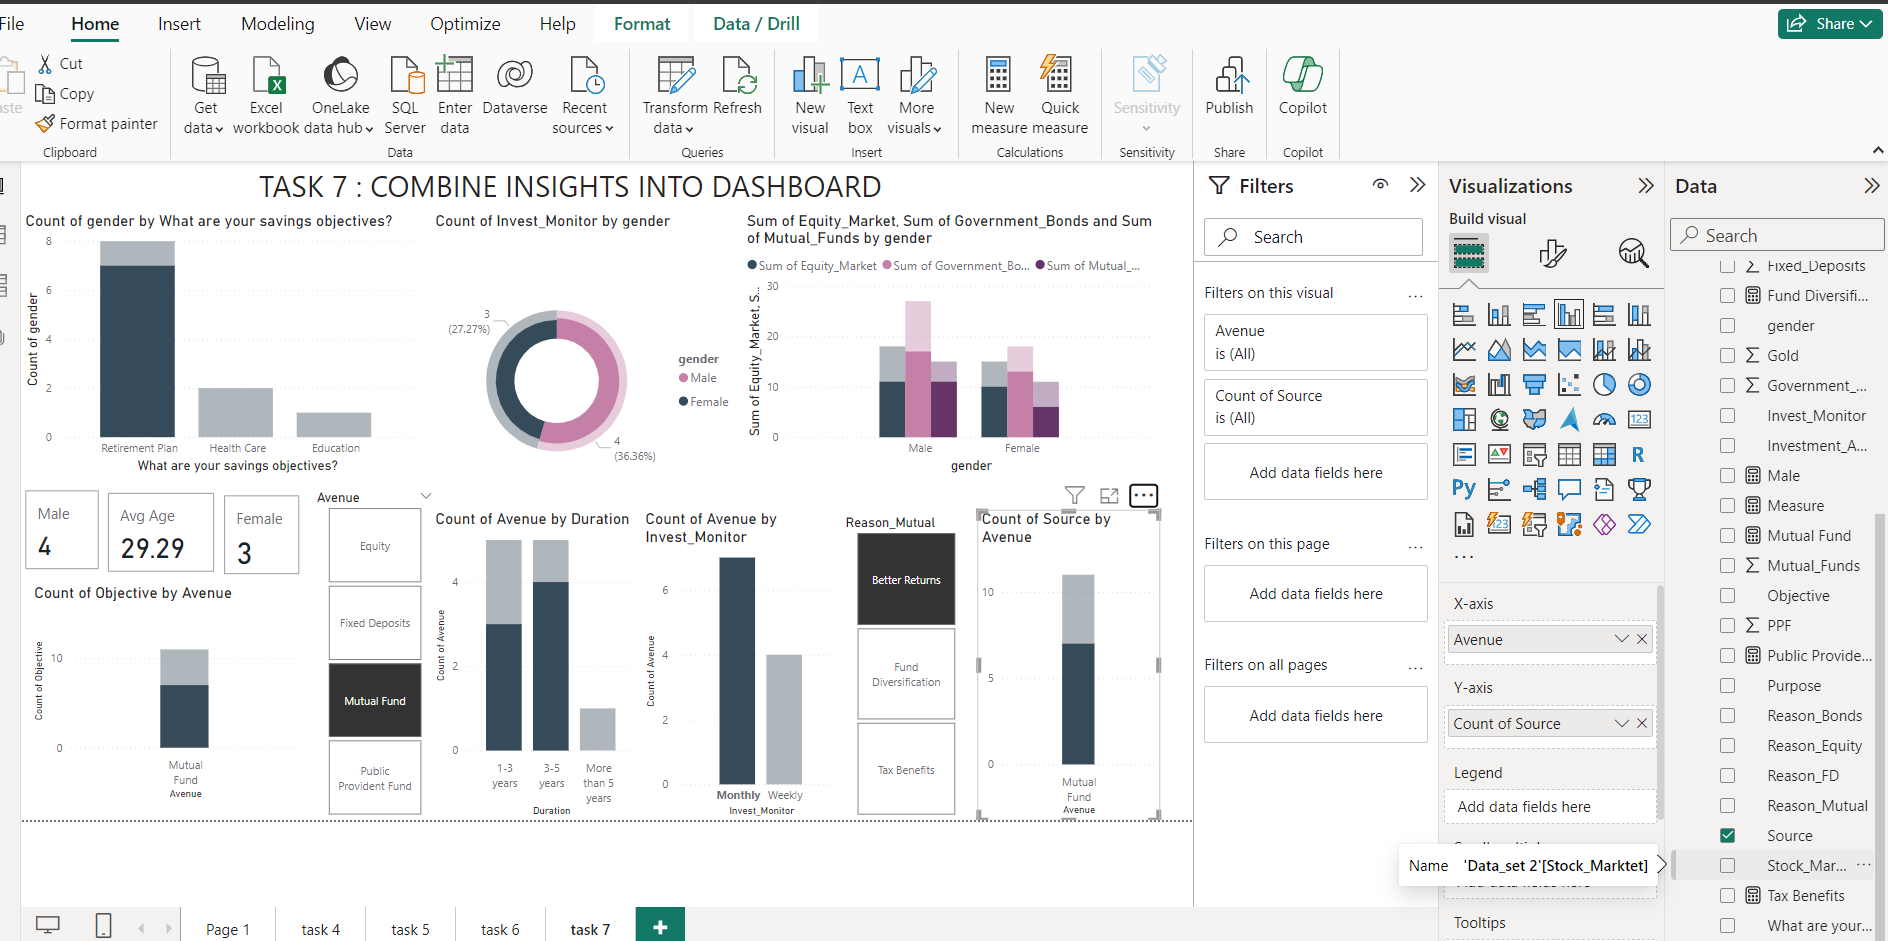 File
Home
Insert
Modeling
View
Optimize
Help
Format
Data / Drill
Share
Cut
Copy
Format painter
Clipboard
Get data
Excel workbook
OneLake data hub
SQL Server
Enter data
Dataverse
Recent sources
Data
Transform data
Refresh
Queries
New visual
Text box
More visuals
Insert
New measure
Quick measure
Calculations
Sensitivity
Sensitivity
Publish
Share
Copilot
Copilot
TASK 7 : COMBINE INSIGHTS INTO DASHBOARD
Count of gender by What are your savings objectives?
8
6
4
2
0
Count of gender
Retirement Plan
Health Care
Education
What are your savings objectives?
Count of Invest_Monitor by gender
3
(27.27%)
4
(36.36%)
gender
Male
Female
Sum of Equity_Market, Sum of Government_Bonds and Sum
of Mutual_Funds by gender
Sum of Equity_Market
Sum of Government_Bo...
Sum of Mutual_...
30
20
10
0
Sum of Equity_Market, S...
Male
Female
gender
Male
4
Avg Age
29.29
Female
3
Count of Objective by Avenue
10
0
Count of Objective
Mutual
Fund
Avenue
Avenue
Equity
Fixed Deposits
Mutual Fund
Public
Provident Fund
Count of Avenue by Duration
4
2
0
Count of Avenue
1-3
years
3-5
years
More
than 5
years
Duration
Count of Avenue by
Invest_Monitor
6
4
2
0
Count of Avenue
Monthly
Weekly
Invest_Monitor
Reason_Mutual
Better Returns
Fund
Diversification
Tax Benefits
Count of Source by
Avenue
10
5
0
Mutual
Fund
Avenue
Filters
Search
Filters on this visual
...
Avenue
is (All)
Count of Source
is (All)
Add data fields here
Filters on this page
...
Add data fields here
Filters on all pages
...
Add data fields here
Visualizations
Build visual
123
R
Py
123
...
X-axis
Avenue
Y-axis
Count of Source
Legend
Add data fields here
Tooltips
Name 'Data_set 2'[Stock_Marktet]
Data
Search
Fixed_Deposits
Fund Diversifi...
gender
Gold
Government_...
Invest_Monitor
Investment_A...
Male
Measure
Mutual Fund
Mutual_Funds
Objective
PPF
Public Provide...
Purpose
Reason_Bonds
Reason_Equity
Reason_FD
Reason_Mutual
Source
Stock_Mar...
Tax Benefits
What are your...
Page 1
task 4
task 5
task 6
task 7